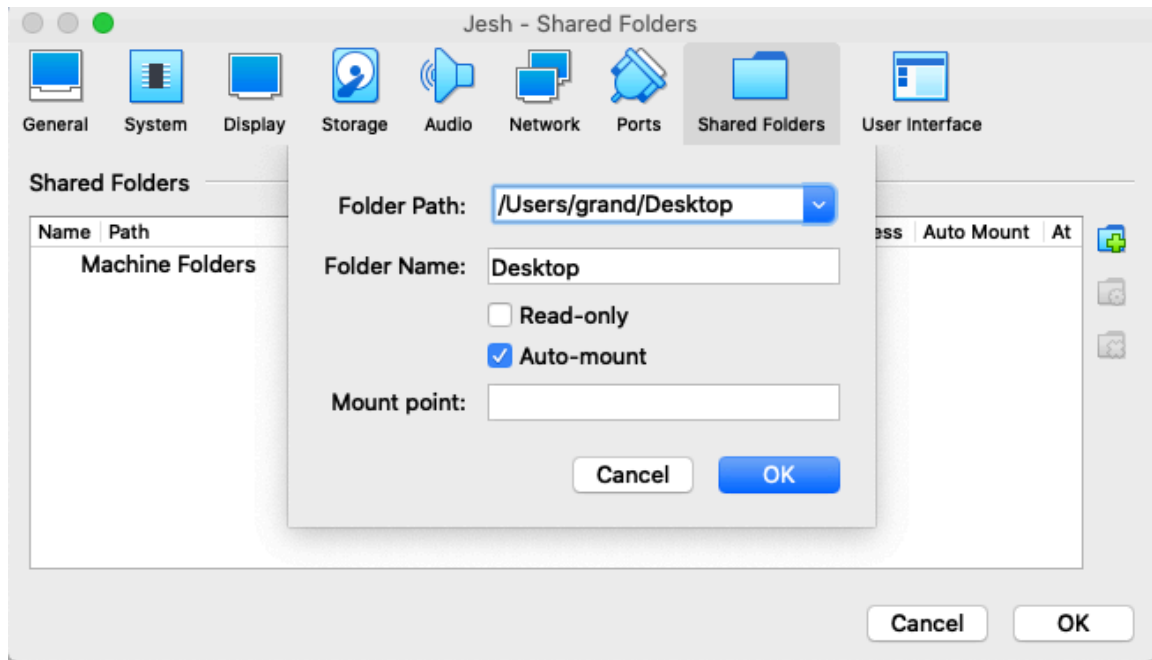 Jesh - Shared Folders
General System Display Storage Audio Network Ports Shared Folders User Interface
Shared Folders
Folder Path: /Users/grand/Desktop
Name Path ess Auto Mount At
Machine Folders
Folder Name: Desktop
Read-only
Auto-mount
Mount point:
Cancel OK
Cancel OK